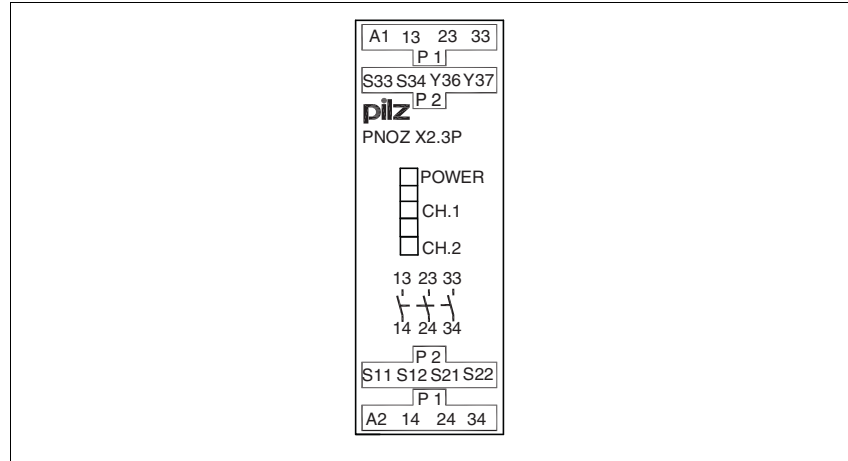 A1 13 23 33
P 1
S33 S34 Y36 Y37
P 2
pilz
PNOZ X2.3P
POWER
CH.1
CH.2
13 23 33
14 24 34
P 2
S11 S12 S21 S22
P 1
A2 14 24 34